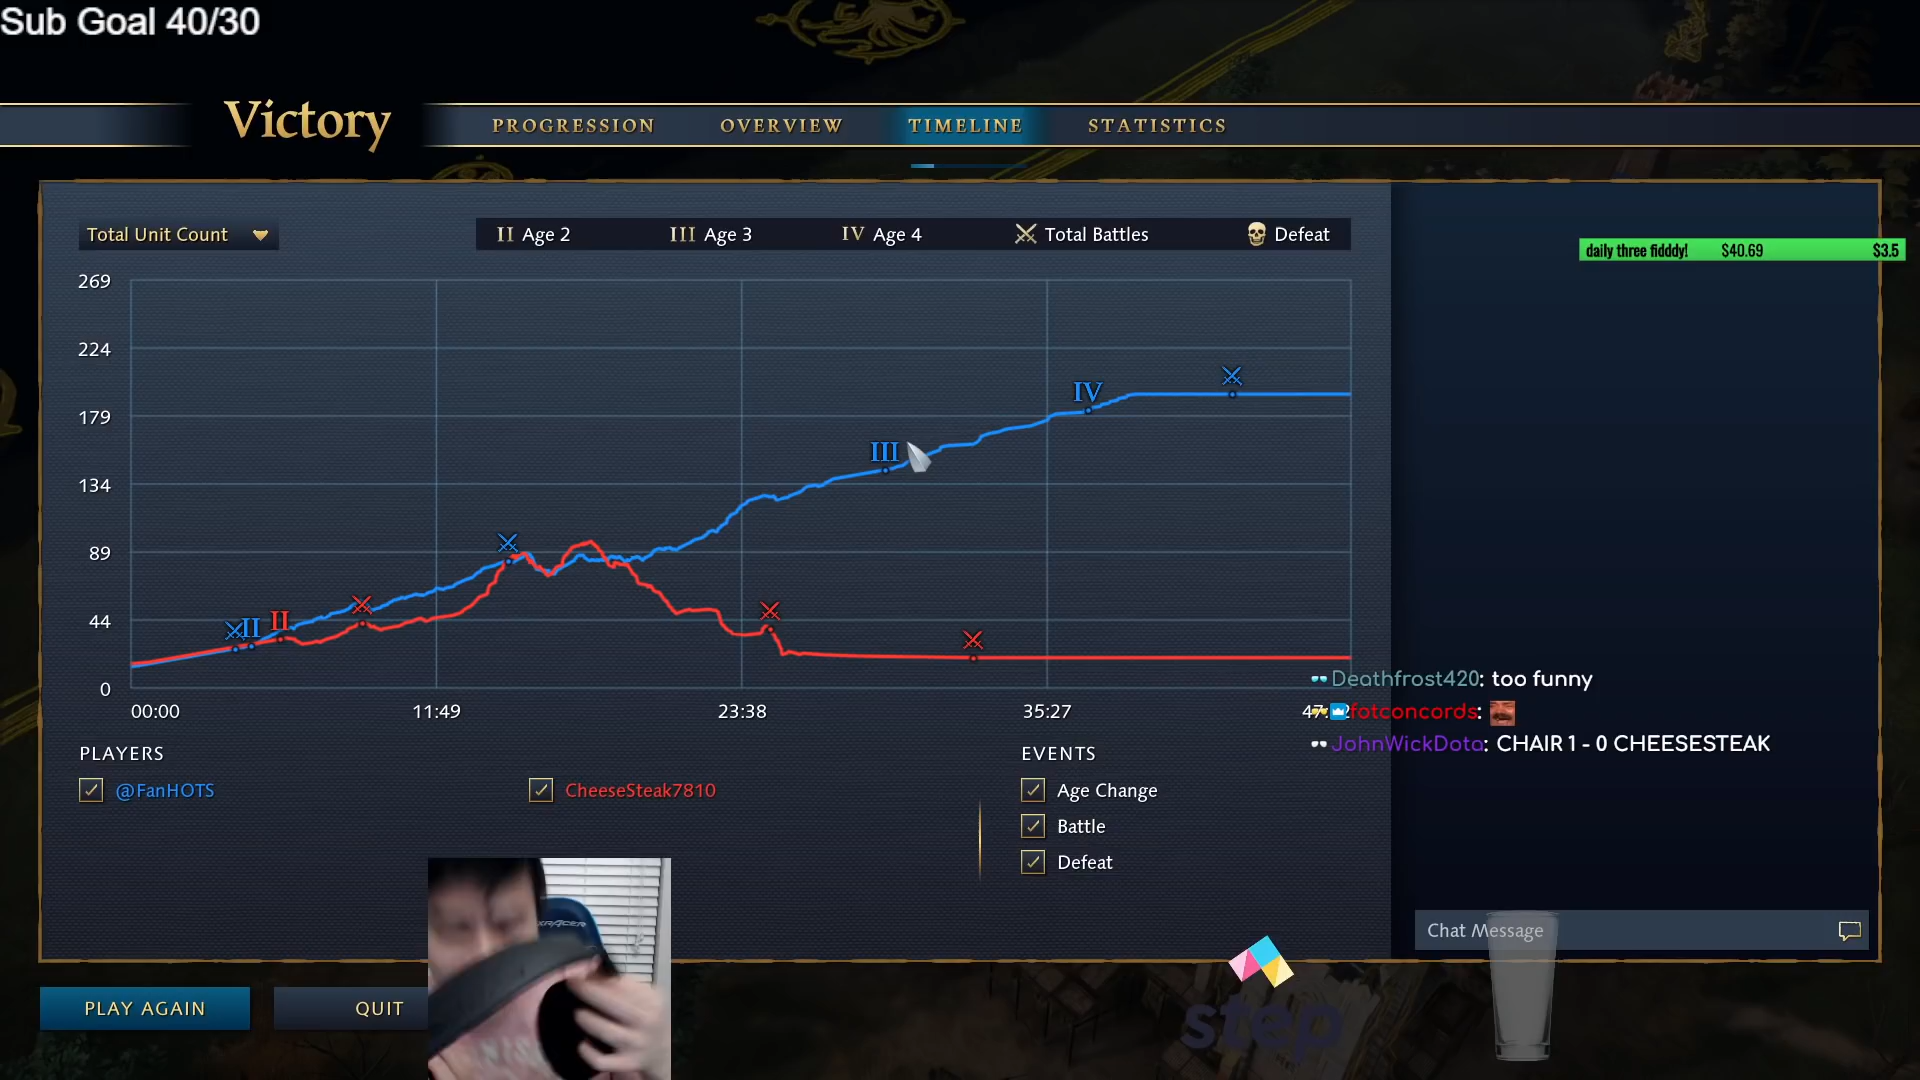 Sub Goal 40/30
Victory
PROGRESSION
OVERVIEW
TIMELINE
STATISTICS
Total Unit Count
II Age 2
III Age 3
IV Age 4
Total Battles
Defeat
daily three fidddy! $40.69 $3.5
269
224
179
134
89
44
0
IV
III
II
II
00:00
11:49
23:38
35:27
Deathfrost420: too funny
fotconcords:
JohnWickDota: CHAIR 1 - 0 CHEESESTEAK
PLAYERS
@FanHOTS
CheeseSteak7810
EVENTS
Age Change
Battle
Defeat
Chat Message
PLAY AGAIN
QUIT
step